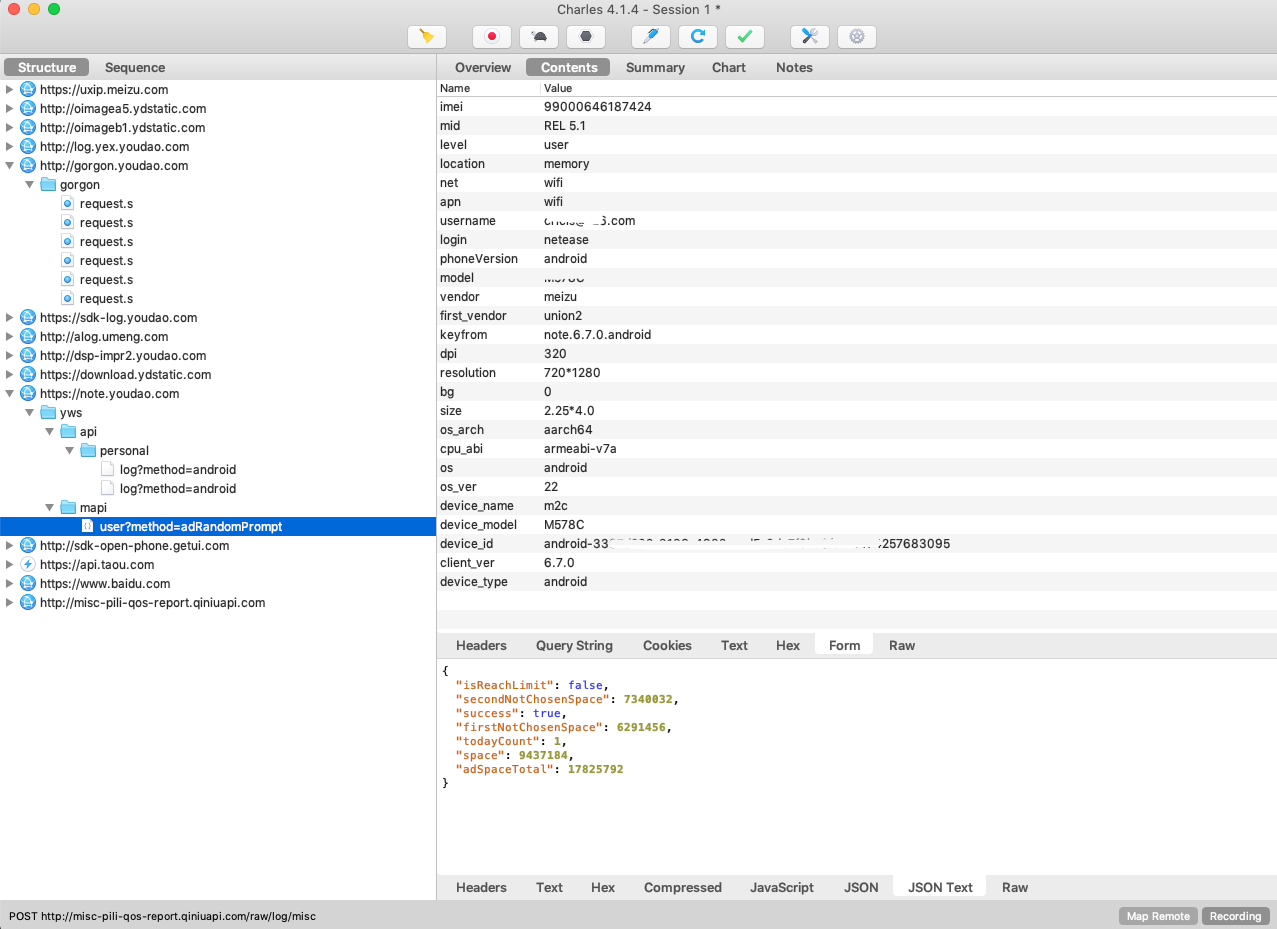 Charles 4.1.4 - Session 1 *
Structure Sequence
https://uxip.meizu.com
http://oimagea5.ydstatic.com
http://oimageb1.ydstatic.com
http://log.yex.youdao.com
http://gorgon.youdao.com
gorgon
request.s
request.s
request.s
request.s
request.s
request.s
https://sdk-log.youdao.com
http://alog.umeng.com
http://dsp-impr2.youdao.com
https://download.ydstatic.com
https://note.youdao.com
yws
api
personal
log?method=android
log?method=android
mapi
user?method=adRandomPrompt
http://sdk-open-phone.getui.com
https://api.taou.com
https://www.baidu.com
http://misc-pili-qos-report.qiniuapi.com
Overview Contents Summary Chart Notes
Name Value
imei 99000646187424
mid REL 5.1
level user
location memory
net wifi
apn wifi
username
login netease
phoneVersion android
model
vendor meizu
first_vendor union2
keyfrom note.6.7.0.android
dpi 320
resolution 720*1280
bg 0
size 2.25*4.0
os_arch aarch64
cpu_abi armeabi-v7a
os android
os_ver 22
device_name m2c
device_model M578C
device_id
client_ver 6.7.0
device_type android
Headers Query String Cookies Text Hex Form Raw
{
"isReachLimit": false,
"secondNotChosenSpace": 7340032,
"success": true,
"firstNotChosenSpace": 6291456,
"todayCount": 1,
"space": 9437184,
"adSpaceTotal": 17825792
}
Headers Text Hex Compressed JavaScript JSON JSON Text Raw
POST http://misc-pili-qos-report.qiniuapi.com/raw/log/misc Map Remote Recording